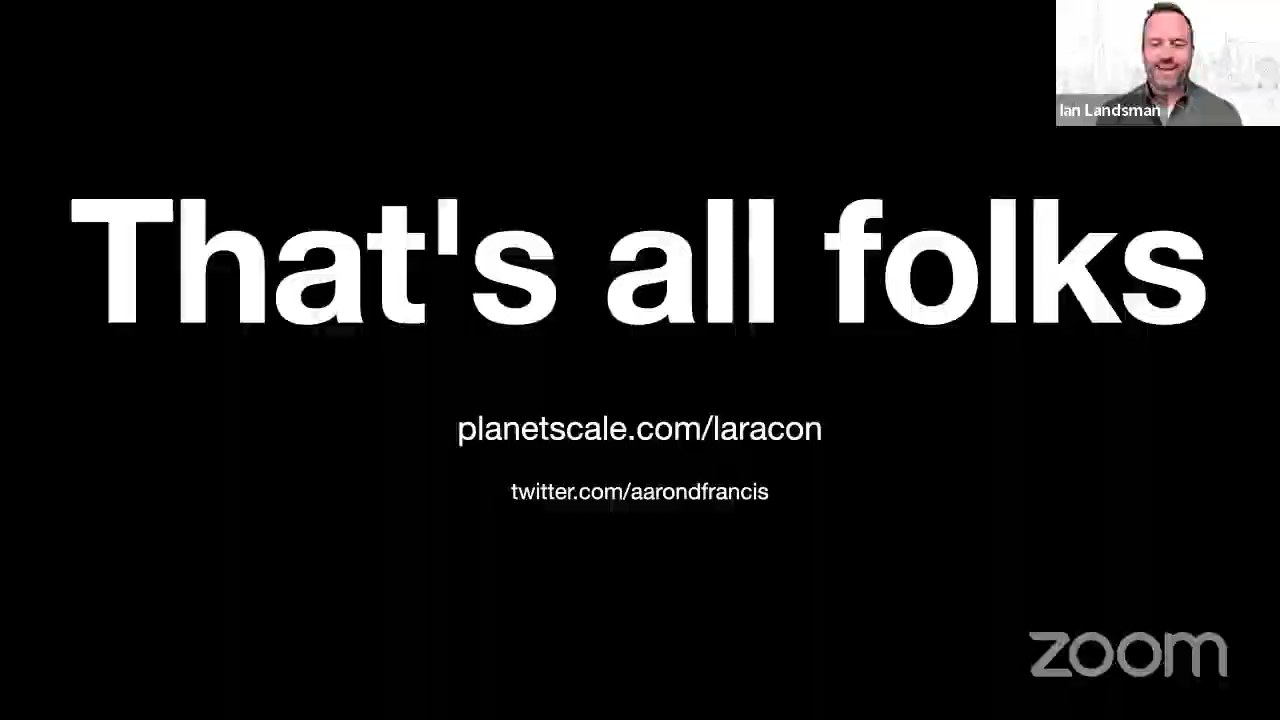 Ian Landsman
That's all folks
planetscale.com/laracon
twitter.com/aarondfrancis
zoom